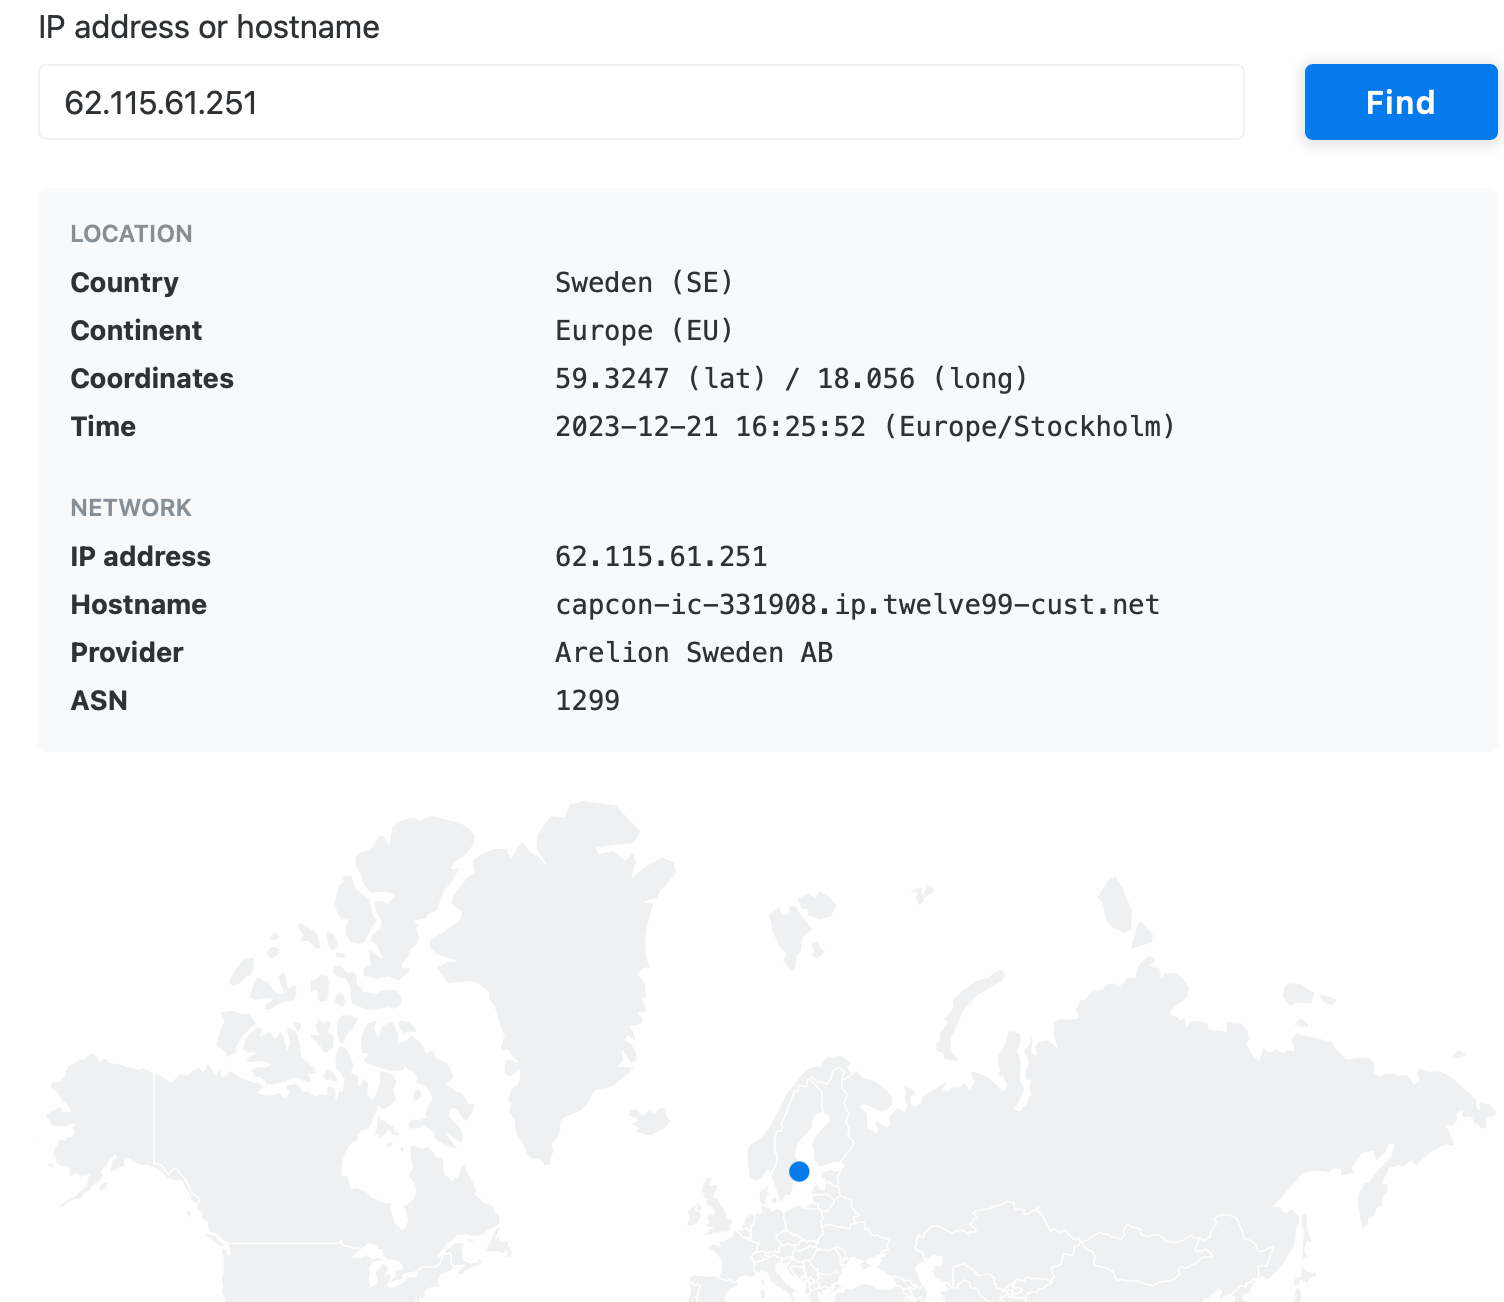 IP address or hostname
62.115.61.251 Find
LOCATION
Country Sweden (SE)
Continent Europe (EU)
Coordinates 59.3247 (lat) / 18.056 (long)
Time 2023-12-21 16:25:52 (Europe/Stockholm)
NETWORK
IP address 62.115.61.251
Hostname capcon-ic-331908.ip.twelve99-cust.net
Provider Arelion Sweden AB
ASN 1299